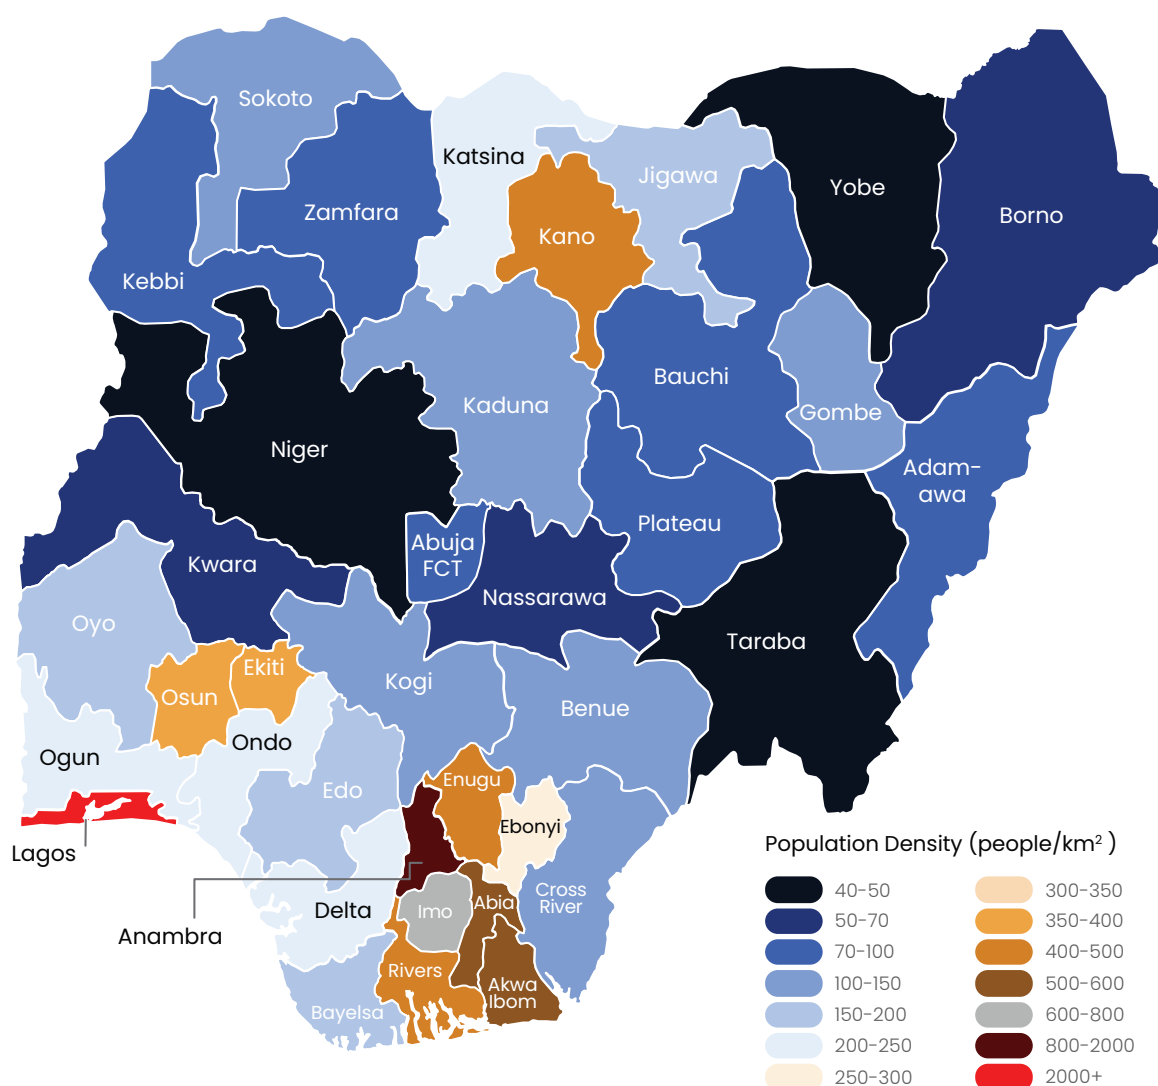 Sokoto
Katsina
Jigawa
Yobe
Borno
Zamfara
Kano
Kebbi
Bauchi
Kaduna
Gombe
Niger
Adam-
awa
Plateau
Abuja
FCT
Kwara
Nassarawa
Oyo
Taraba
Ekiti
Osun
Kogi
Benue
Ondo
Ogun
Enugu
Edo
Ebonyi
Lagos
Cross
River
Abia
Imo
Delta
Anambra
Rivers
Akwa
Ibom
Bayelsa
Population Density (people/km² )
40-50
50-70
70-100
100-150
150-200
200-250
250-300
300-350
350-400
400-500
500-600
600-800
800-2000
2000+